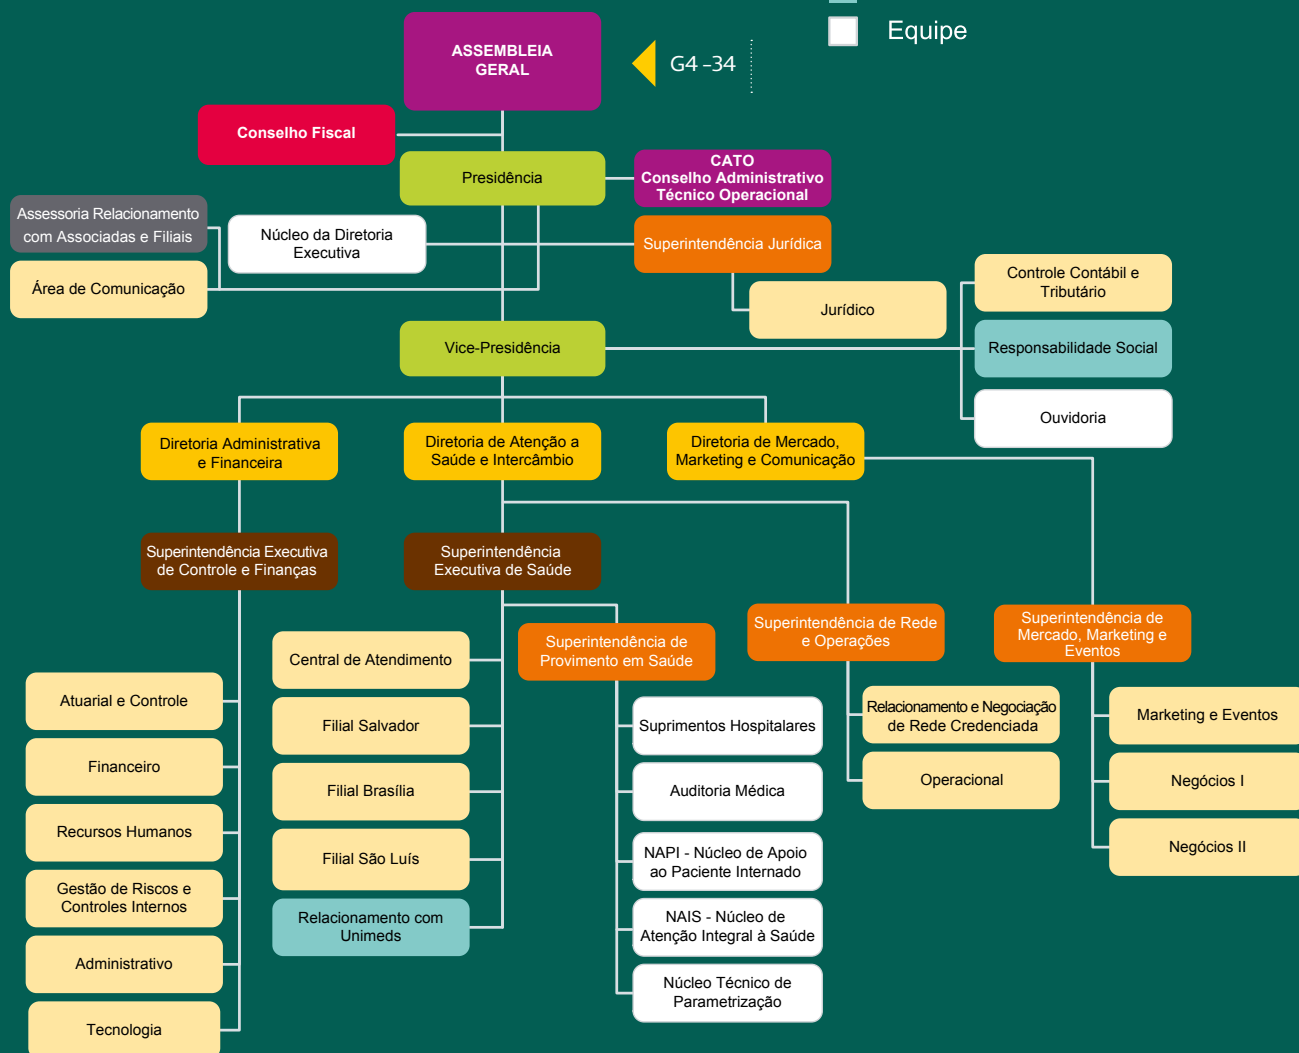 Equipe
ASSEMBLEIA
GERAL
G4 -34
Conselho Fiscal
Presidência
CATO
Conselho Administrativo
Técnico Operacional
Assessoria Relacionamento
com Associadas e Filiais
Núcleo da Diretoria
Executiva
Superintendência Jurídica
Área de Comunicação
Jurídico
Controle Contábil e
Tributário
Vice-Presidência
Responsabilidade Social
Ouvidoria
Diretoria Administrativa
e Financeira
Diretoria de Atenção a
Saúde e Intercâmbio
Diretoria de Mercado,
Marketing e Comunicação
Superintendência Executiva
de Controle e Finanças
Superintendência
Executiva de Saúde
Superintendência de
Provimento em Saúde
Superintendência de Rede
e Operações
Superintendência de
Mercado, Marketing e
Eventos
Atuarial e Controle
Financeiro
Recursos Humanos
Gestão de Riscos e
Controles Internos
Administrativo
Tecnologia
Central de Atendimento
Filial Salvador
Filial Brasília
Filial São Luís
Relacionamento com
Unimeds
Suprimentos Hospitalares
Auditoria Médica
NAPI - Núcleo de Apoio
ao Paciente Internado
NAIS - Núcleo de
Atenção Integral à Saúde
Núcleo Técnico de
Parametrização
Relacionamento e Negociação
de Rede Credenciada
Operacional
Marketing e Eventos
Negócios I
Negócios II